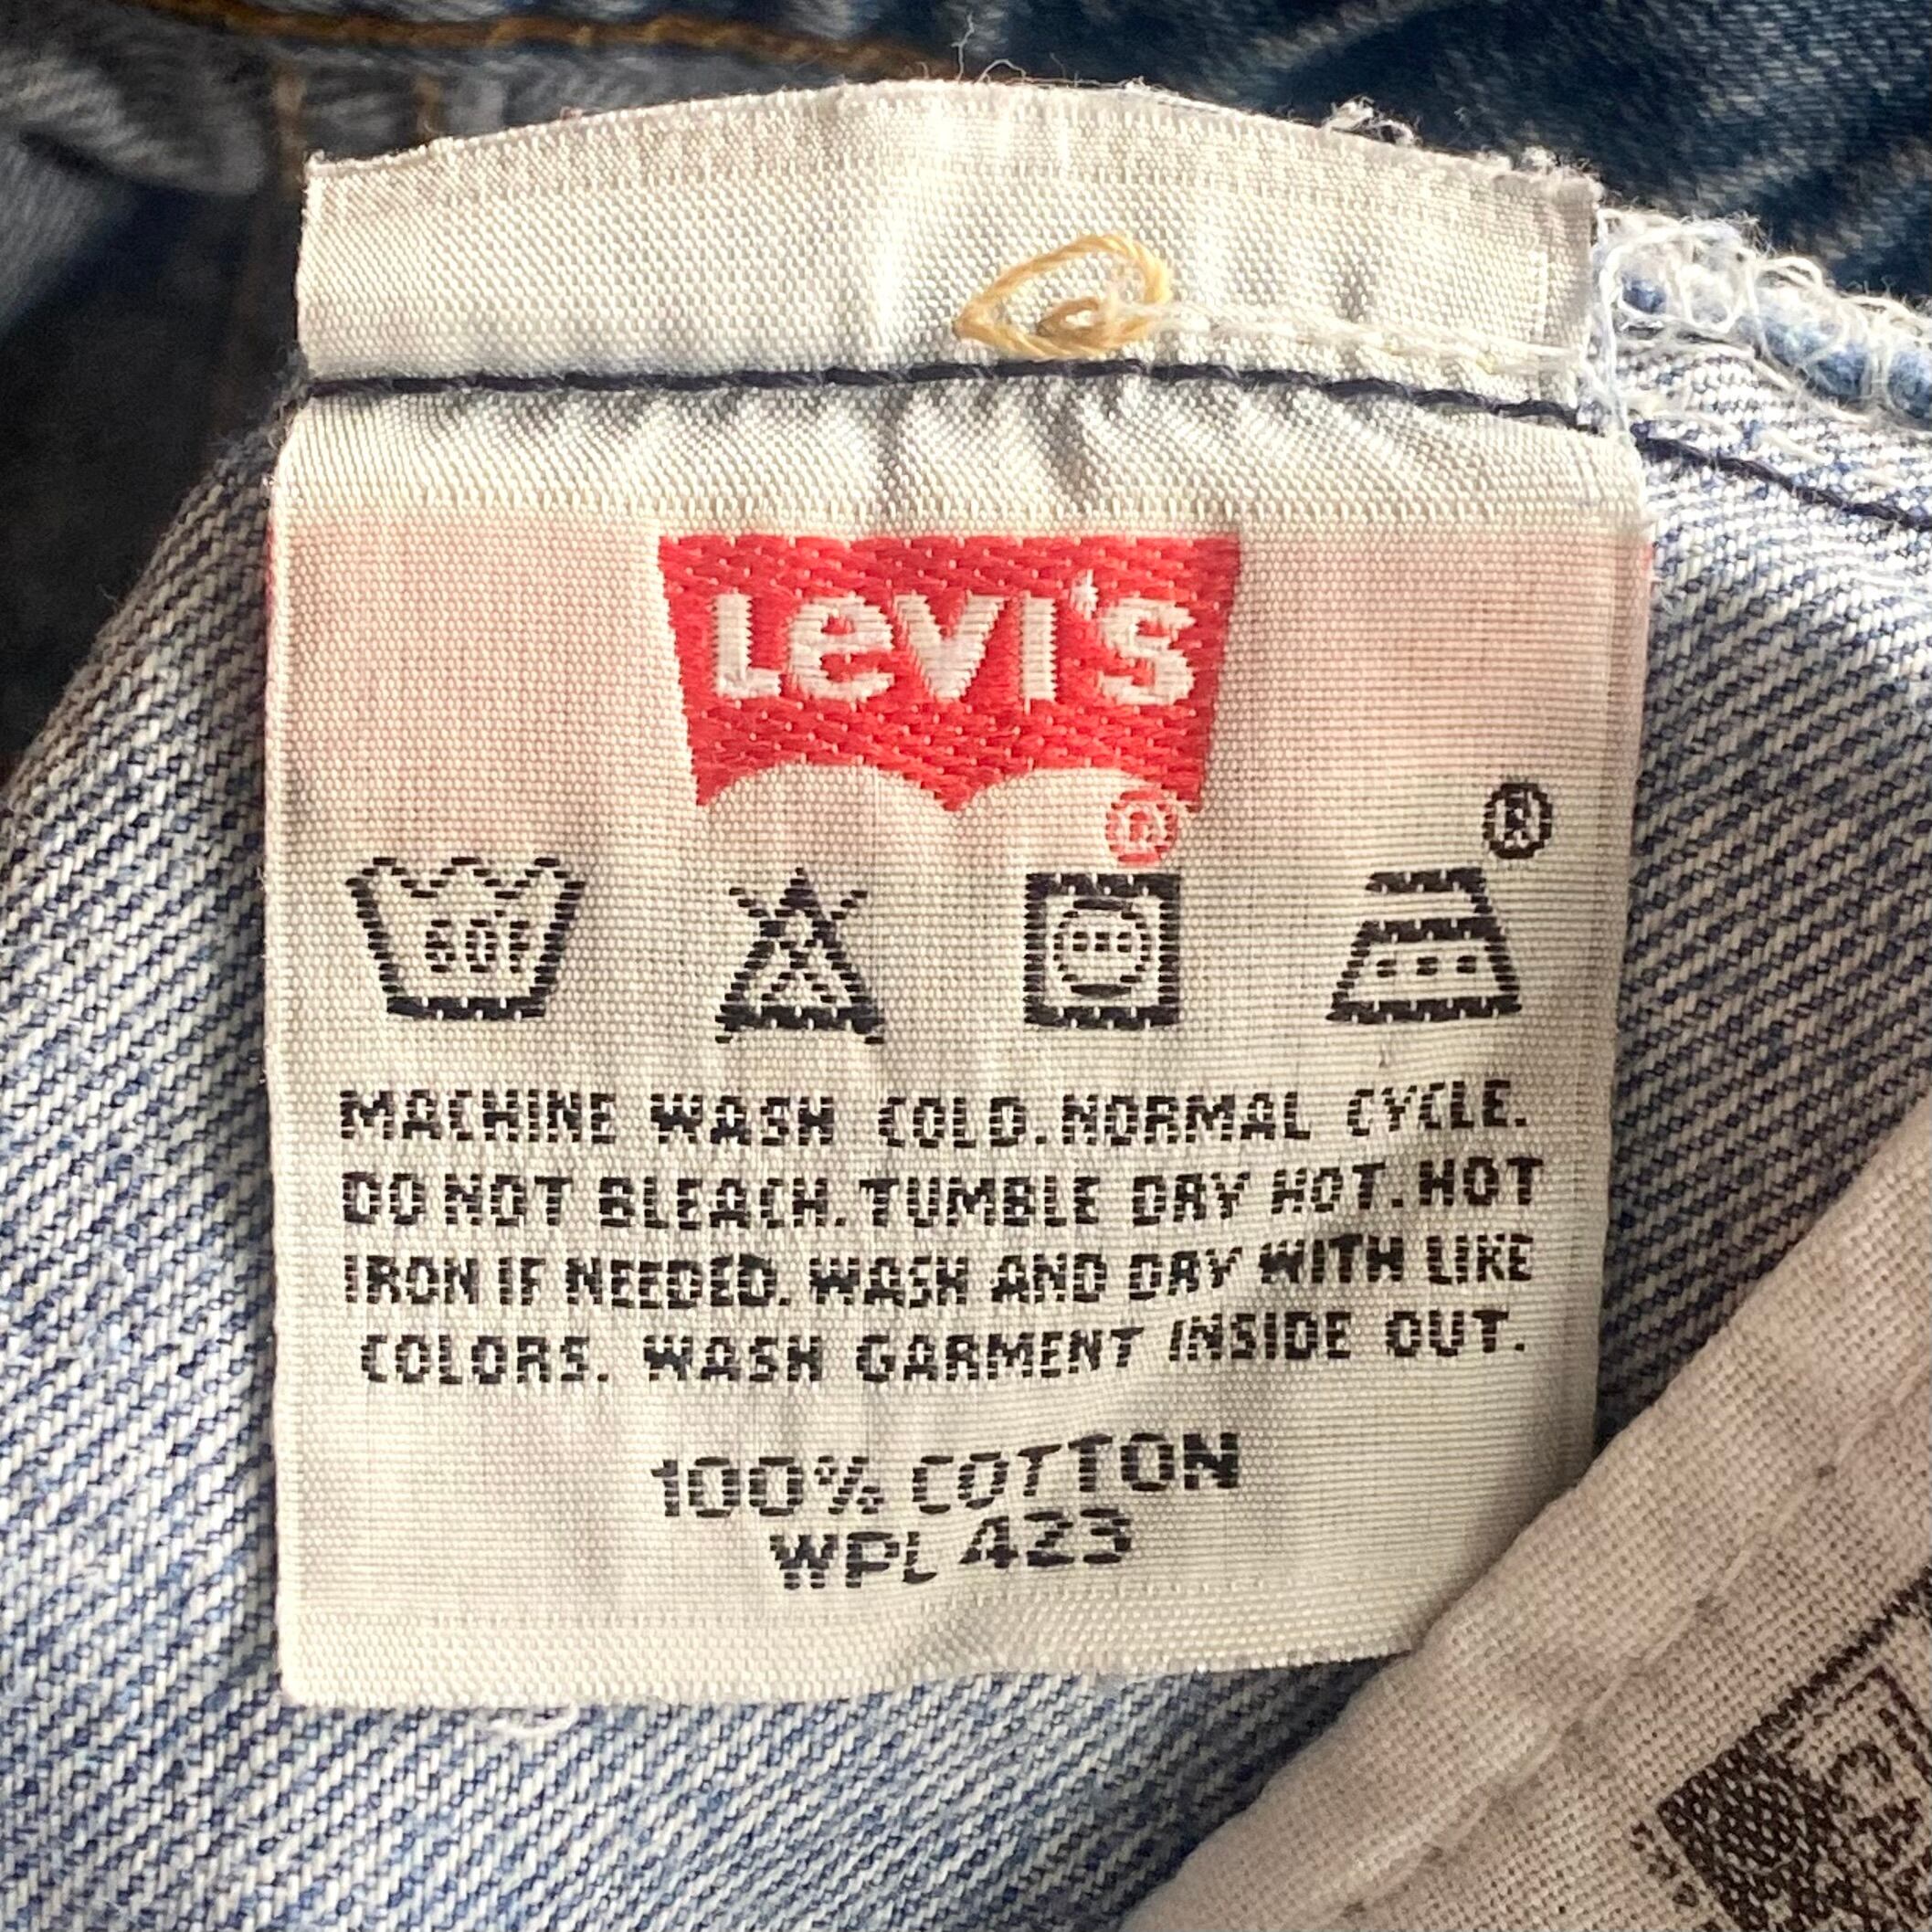 Levi's
®
®
60F
MACHINE WASH COLD. NORMAL CYCLE.
DO NOT BLEACH. TUMBLE DRY HOT. HOT
IRON IF NEEDED. WASH AND DRY WITH LIKE
COLORS. WASH GARMENT INSIDE OUT.
100% COTTON
WPL 423